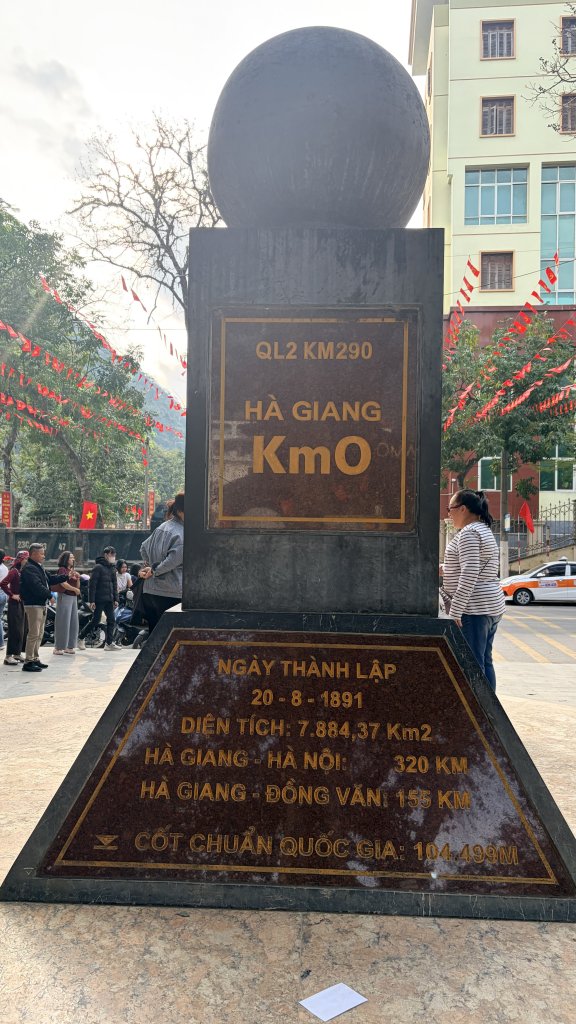 QL2 KM290
HÀ GIANG
Km0
NGÀY THÀNH LẬP
20 - 8 - 1891
DIỆN TÍCH: 7.884,37 Km2
HÀ GIANG - HÀ NỘI: 320 KM
HÀ GIANG - ĐỒNG VĂN: 155 KM
CỐT CHUẨN QUỐC GIA: 104.499M